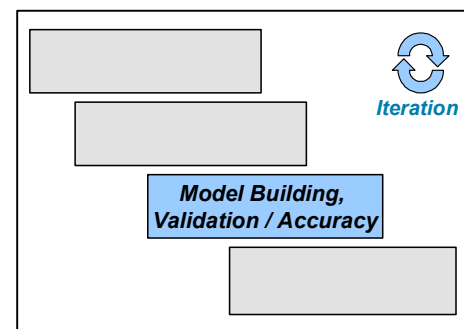 Iteration
Model Building,
Validation / Accuracy